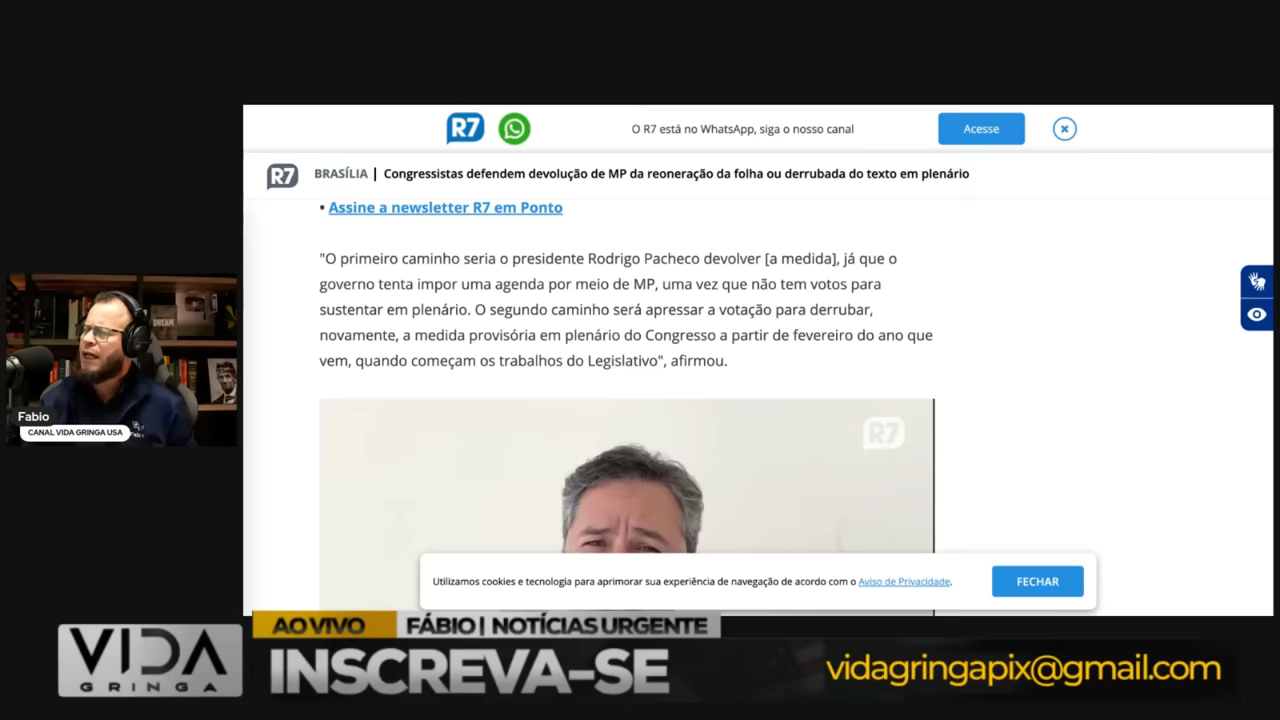 R7
O R7 está no WhatsApp, siga o nosso canal
Acesse
R7
BRASÍLIA | Congressistas defendem devolução de MP da reoneração da folha ou derrubada do texto em plenário
• Assine a newsletter R7 em Ponto
"O primeiro caminho seria o presidente Rodrigo Pacheco devolver [a medida], já que o
governo tenta impor uma agenda por meio de MP, uma vez que não tem votos para
sustentar em plenário. O segundo caminho será apressar a votação para derrubar,
novamente, a medida provisória em plenário do Congresso a partir de fevereiro do ano que
vem, quando começam os trabalhos do Legislativo", afirmou.
R7
DREAM
Fabio
CANAL VIDA GRINGA USA
Utilizamos cookies e tecnologia para aprimorar sua experiência de navegação de acordo com o Aviso de Privacidade.
FECHAR
AO VIVO
FÁBIO | NOTÍCIAS URGENTE
VIDA
GRINGA
INSCREVA-SE
vidagringapix@gmail.com